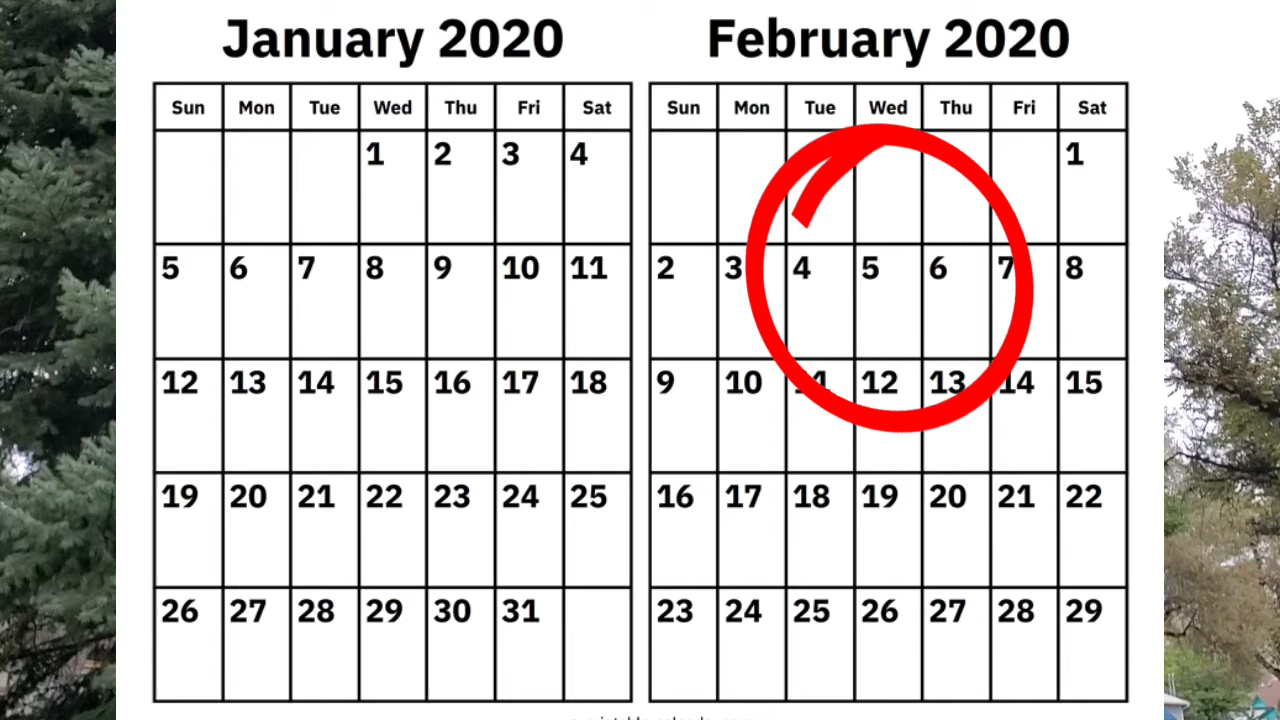 January 2020 February 2020
Sun Mon Tue Wed Thu Fri Sat Sun Mon Tue Wed Thu Fri Sat
1 2 3 4 1
5 6 7 8 9 10 11 2 3 4 5 6 7 8
12 13 14 15 16 17 18 9 10 11 12 13 14 15
19 20 21 22 23 24 25 16 17 18 19 20 21 22
26 27 28 29 30 31 23 24 25 26 27 28 29